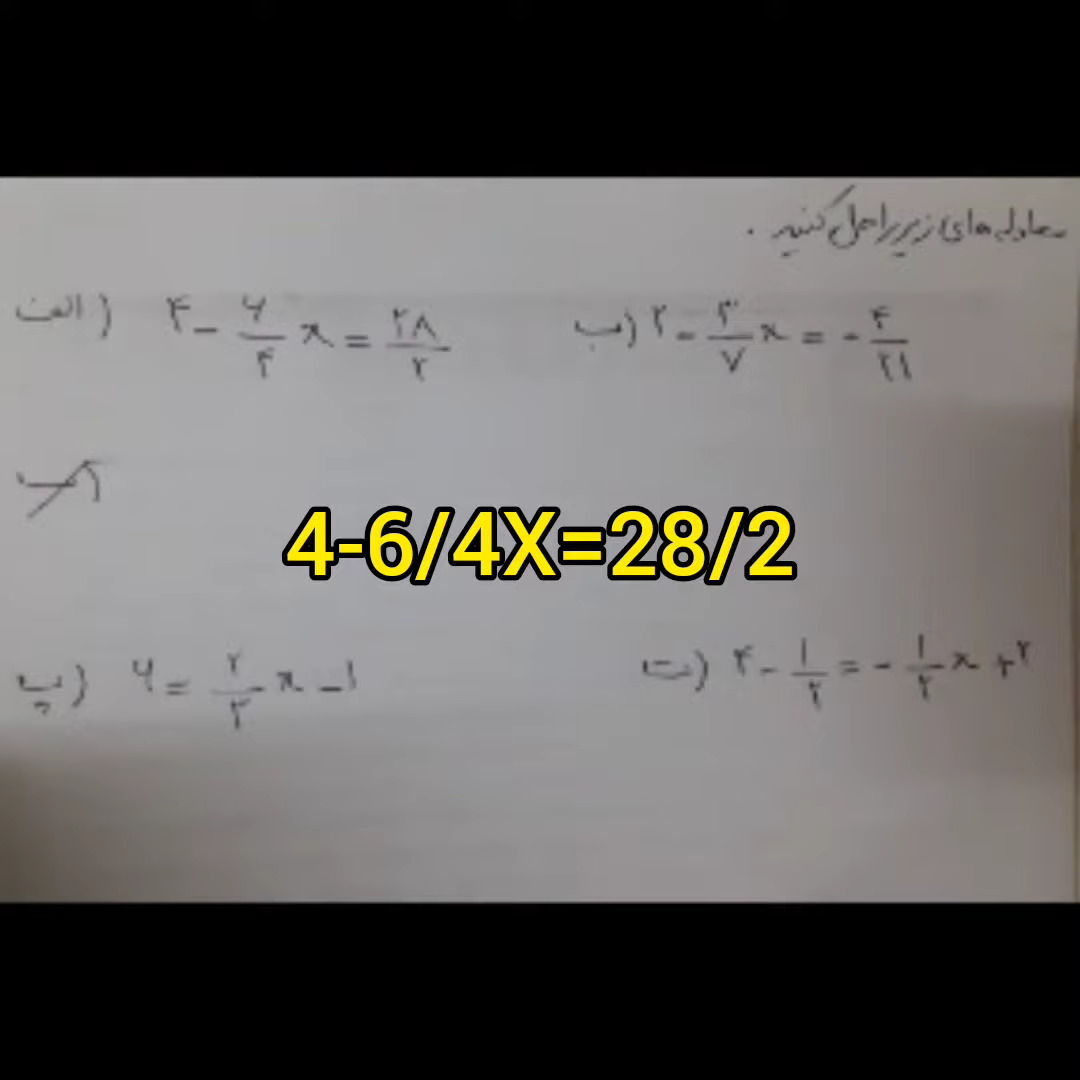 معادله های زیر را حل کنید .
الف) ۴ - ۶/۴ x = ۲۸/۲
ب) ۲ - ۳/۷ x = - ۴/۲۱
ب)
4-6/4X=28/2
پ) ۶ = ۲/۳ x - ۱
ت) ۴ - ۱/۲ = - ۱/۲ x + ۲